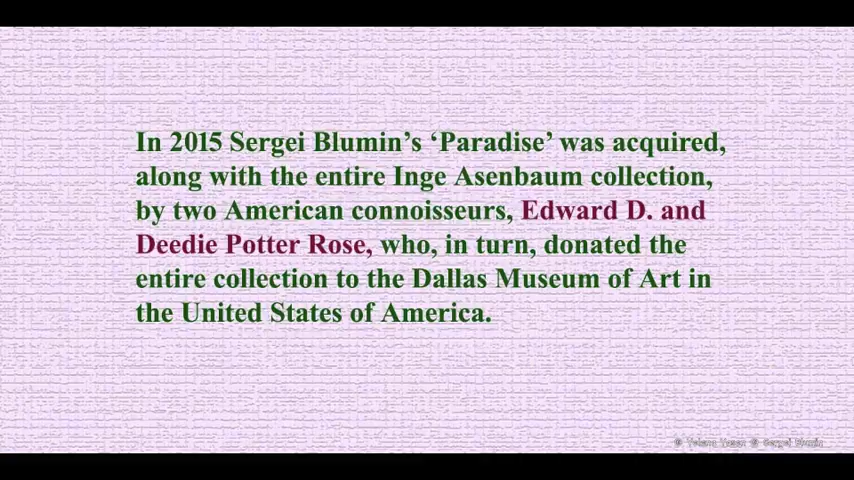 In 2015 Sergei Blumin’s ‘Paradise’ was acquired,
along with the entire Inge Asenbaum collection,
by two American connoisseurs, Edward D. and
Deedie Potter Rose, who, in turn, donated the
entire collection to the Dallas Museum of Art in
the United States of America.
© © Sergei Blumin